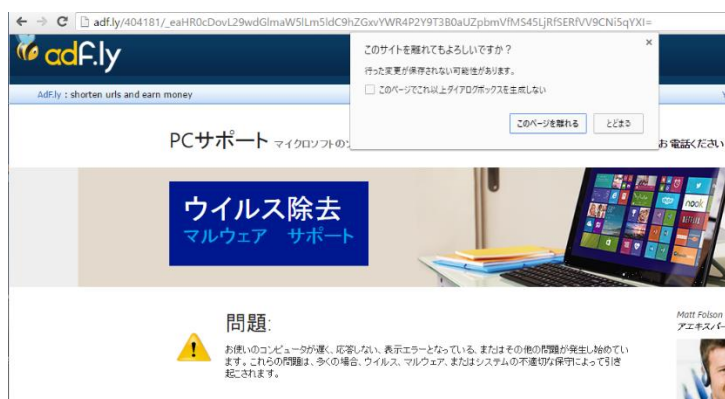 adf.ly/404181/_eaHR0cDovL29wdGlmaW5lLm5ldC9hZGxvYWR4P2Y9T3B0aUZpbmVfMS45LjRfSERfVV9CNi5qYXI=
adf.ly
このサイトを離れてもよろしいですか？
行った変更が保存されない可能性があります。
このページでこれ以上ダイアログボックスを生成しない
このページを離れる とどまる
AdF.ly : shorten urls and earn money
PCサポート マイクロソフトの
お電話ください
ウイルス除去
マルウェア サポート
nook
NETFLIX
問題:
お使いのコンピュータが遅く、応答しない、表示エラーとなっている、またはその他の問題が発生し始めてい
ます。これらの問題は、多くの場合、ウイルス、マルウェア、またはシステムの不適切な保守によって引き
起こされます。
Matt Folson
アエキスパー